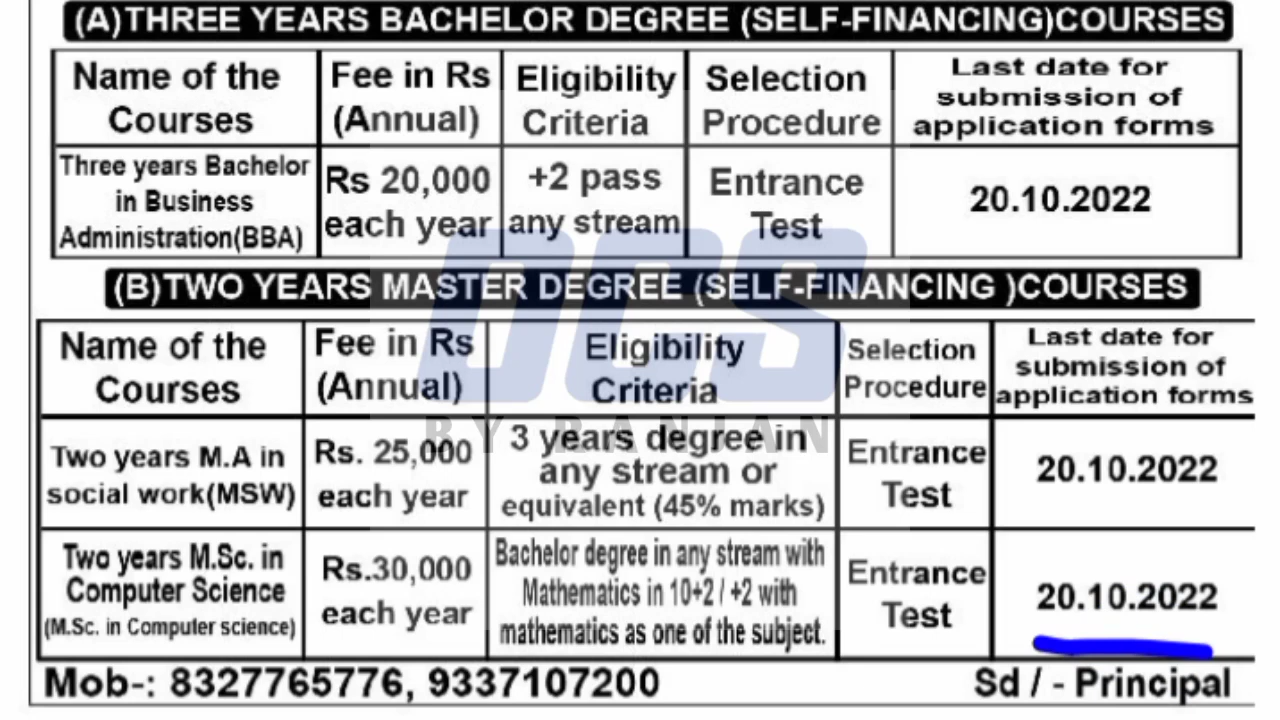 (A)THREE YEARS BACHELOR DEGREE (SELF-FINANCING)COURSES
Name of the Courses
Fee in Rs (Annual)
Eligibility Criteria
Selection Procedure
Last date for submission of application forms
Three years Bachelor in Business Administration(BBA)
Rs 20,000 each year
+2 pass any stream
Entrance Test
20.10.2022
(B)TWO YEARS MASTER DEGREE (SELF-FINANCING )COURSES
Name of the Courses
Fee in Rs (Annual)
Eligibility Criteria
Selection Procedure
Last date for submission of application forms
Two years M.A in social work(MSW)
Rs. 25,000 each year
3 years degree in any stream or equivalent (45% marks)
Entrance Test
20.10.2022
Two years M.Sc. in Computer Science (M.Sc. in Computer science)
Rs.30,000 each year
Bachelor degree in any stream with Mathematics in 10+2 / +2 with mathematics as one of the subject.
Entrance Test
20.10.2022
Mob-: 8327765776, 9337107200
Sd / - Principal
BY RANJAN